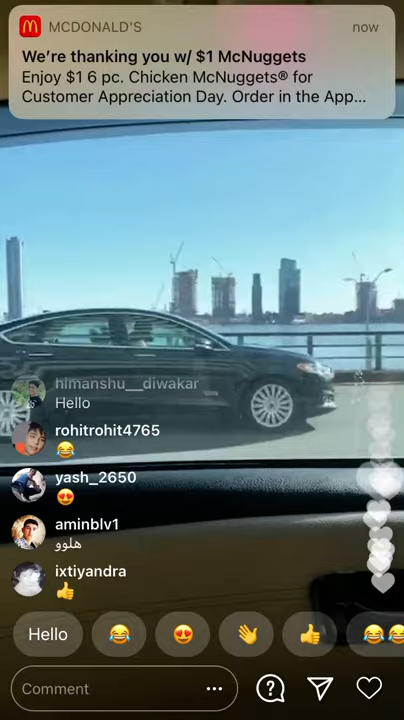 MCDONALD'S
now
We're thanking you w/ $1 McNuggets
Enjoy $1 6 pc. Chicken McNuggets® for
Customer Appreciation Day. Order in the App...
himanshu__diwakar
Hello
rohitrohit4765
😂
yash_2650
😍
aminblv1
هلوو
ixtiyandra
👍
Hello 😂 😍 👋 👍 😂😂
Comment